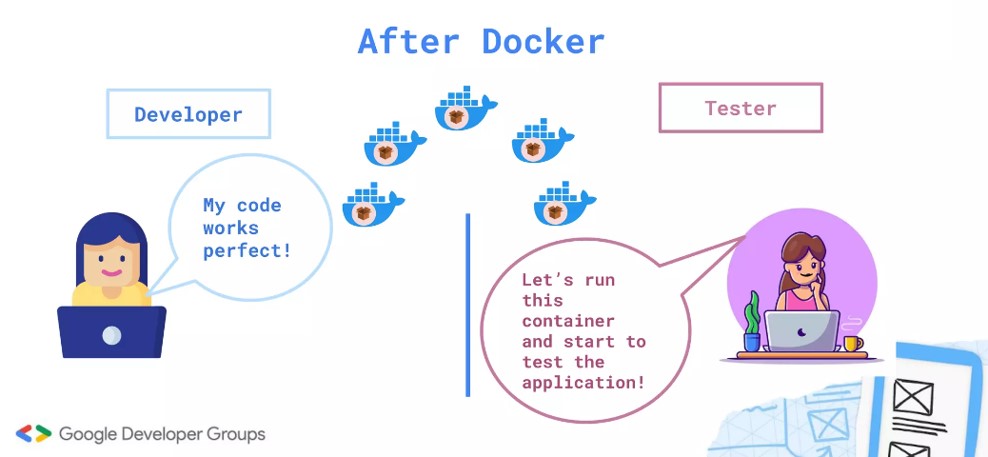 After Docker
Developer
Tester
My code
works
perfect!
Let's run
this
container
and start to
test the
application!
Google Developer Groups